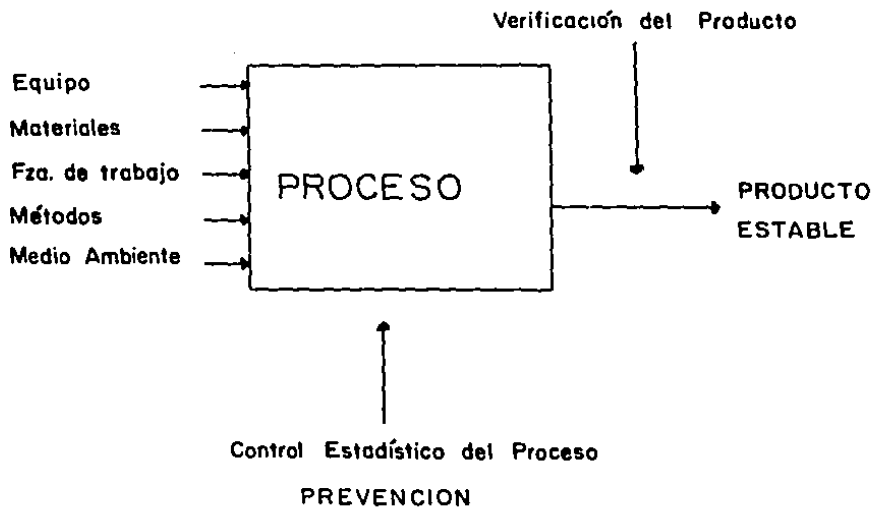 Verificación del Producto
Equipo
Materiales
Fza. de trabajo
Métodos
Medio Ambiente
PROCESO
PRODUCTO
ESTABLE
Control Estadístico del Proceso
PREVENCION